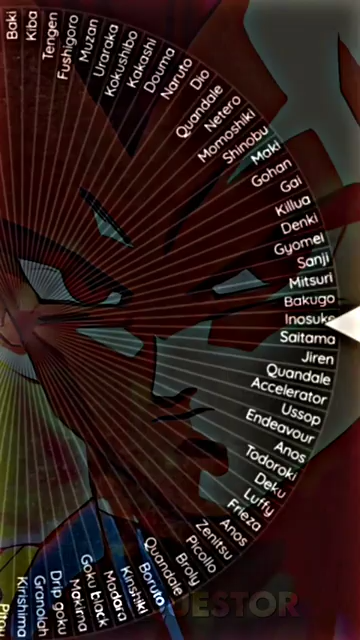 Baki
Kiba
Tengen
Fushigoro
Muzan
Uraraka
Kokushibo
Kakashi
Douma
Naruto
Dio
Quandale
Netero
Momoshiki
Shinobu
Maki
Gohan
Gai
Killua
Denki
Gyomei
Sanji
Mitsuri
Bakugo
Inosuke
Saitama
Jiren
Quandale
Accelerator
Ussop
Endeavour
Anos
Todoroki
Deku
Luffy
Frieza
Anos
Zenitsu
Picollo
Broly
Quandale
Boruto
Kinshiki
Madara
Goku black
Makima
Drip goku
Granolah
Kirishima